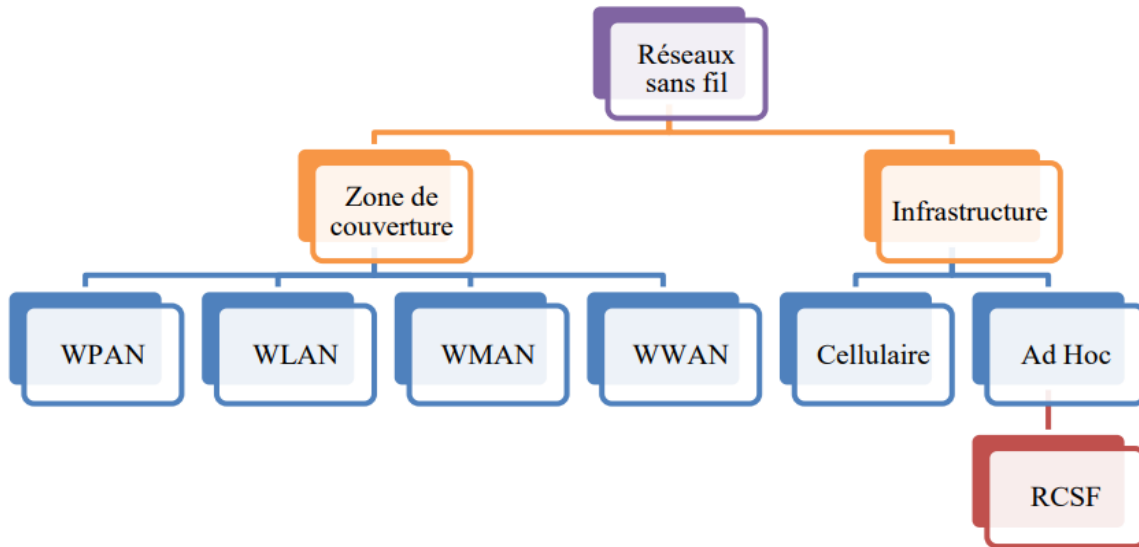 Réseaux
sans fil
Zone de
couverture
Infrastructure
WPAN
WLAN
WMAN
WWAN
Cellulaire
Ad Hoc
RCSF